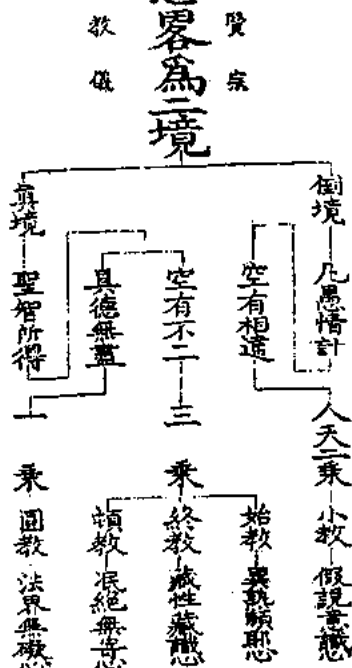 賢宗
教儀
畧為二境
倒境
凡愚情計
空有相違
人天二乘
小教
假說意識
真境
空有不二
三乘
始教
異熟賴耶
終教
藏性藏識
頓教
泯絕無寄
具德無盡
聖智所得
一乘
圓教
法界無礙